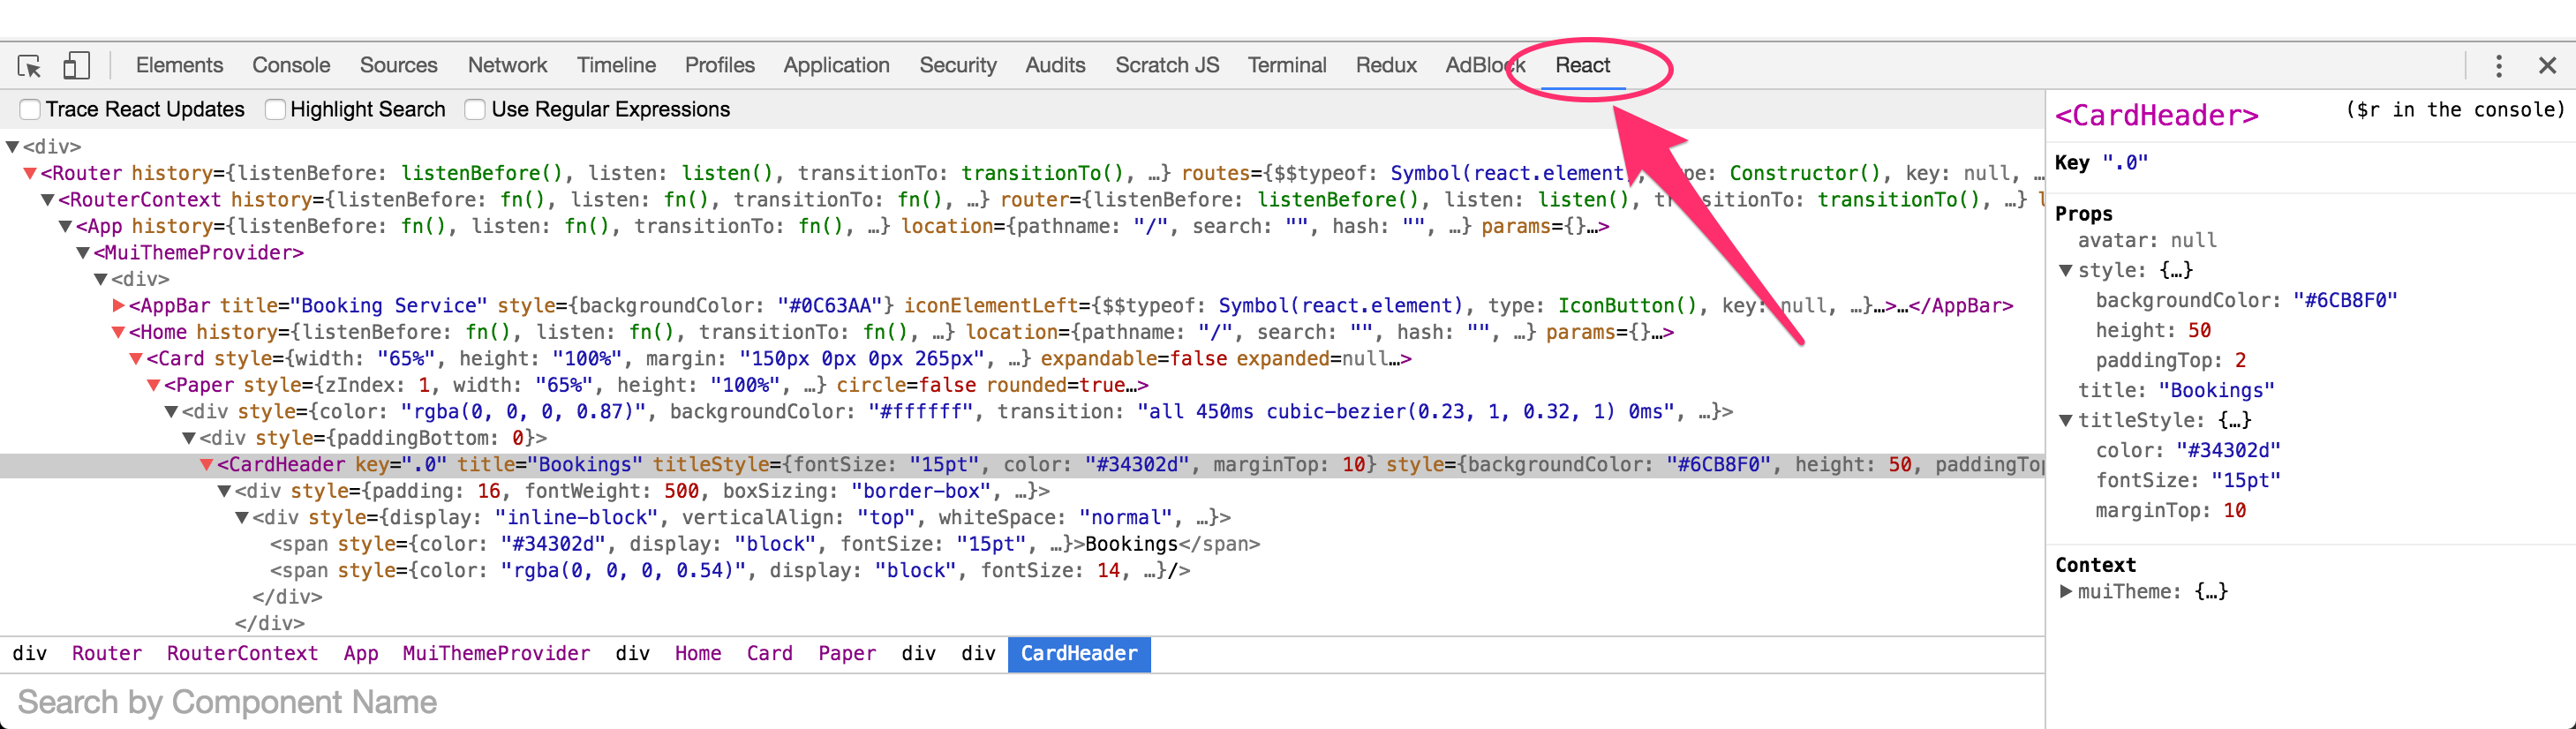 Elements Console Sources Network Timeline Profiles Application Security Audits Scratch JS Terminal Redux AdBlock React
Trace React Updates Highlight Search Use Regular Expressions
<div>
<Router history={listenBefore: listenBefore(), listen: listen(), transitionTo: transitionTo(), …} routes={$$typeof: Symbol(react.element), Constructor(), key: null, …
<RouterContext history={listenBefore: fn(), listen: fn(), transitionTo: fn(), …} router={listenBefore: listenBefore(), listen: listen(), transitionTo: transitionTo(), …}
<App history={listenBefore: fn(), listen: fn(), transitionTo: fn(), …} location={pathname: "/", search: "", hash: "", …} params={}…>
<MuiThemeProvider>
<div>
<AppBar title="Booking Service" style={backgroundColor: "#0C63AA"} iconElementLeft={$$typeof: Symbol(react.element), type: IconButton(), key: null, …}…>…</AppBar>
<Home history={listenBefore: fn(), listen: fn(), transitionTo: fn(), …} location={pathname: "/", search: "", hash: "", …} params={}…>
<Card style={width: "65%", height: "100%", margin: "150px 0px 0px 265px", …} expandable=false expanded=null…>
<Paper style={zIndex: 1, width: "65%", height: "100%", …} circle=false rounded=true…>
<div style={color: "rgba(0, 0, 0, 0.87)", backgroundColor: "#ffffff", transition: "all 450ms cubic-bezier(0.23, 1, 0.32, 1) 0ms", …}>
<div style={paddingBottom: 0}>
<CardHeader key=".0" title="Bookings" titleStyle={fontSize: "15pt", color: "#34302d", marginTop: 10} style={backgroundColor: "#6CB8F0", height: 50, paddingTop
<div style={padding: 16, fontWeight: 500, boxSizing: "border-box", …}>
<div style={display: "inline-block", verticalAlign: "top", whiteSpace: "normal", …}>
<span style={color: "#34302d", display: "block", fontSize: "15pt", …}>Bookings</span>
<span style={color: "rgba(0, 0, 0, 0.54)", display: "block", fontSize: 14, …}/>
</div>
</div>
div Router RouterContext App MuiThemeProvider div Home Card Paper div div CardHeader
Search by Component Name
<CardHeader> ($r in the console)
Key ".0"
Props
avatar: null
style: {…}
backgroundColor: "#6CB8F0"
height: 50
paddingTop: 2
title: "Bookings"
titleStyle: {…}
color: "#34302d"
fontSize: "15pt"
marginTop: 10
Context
muiTheme: {…}